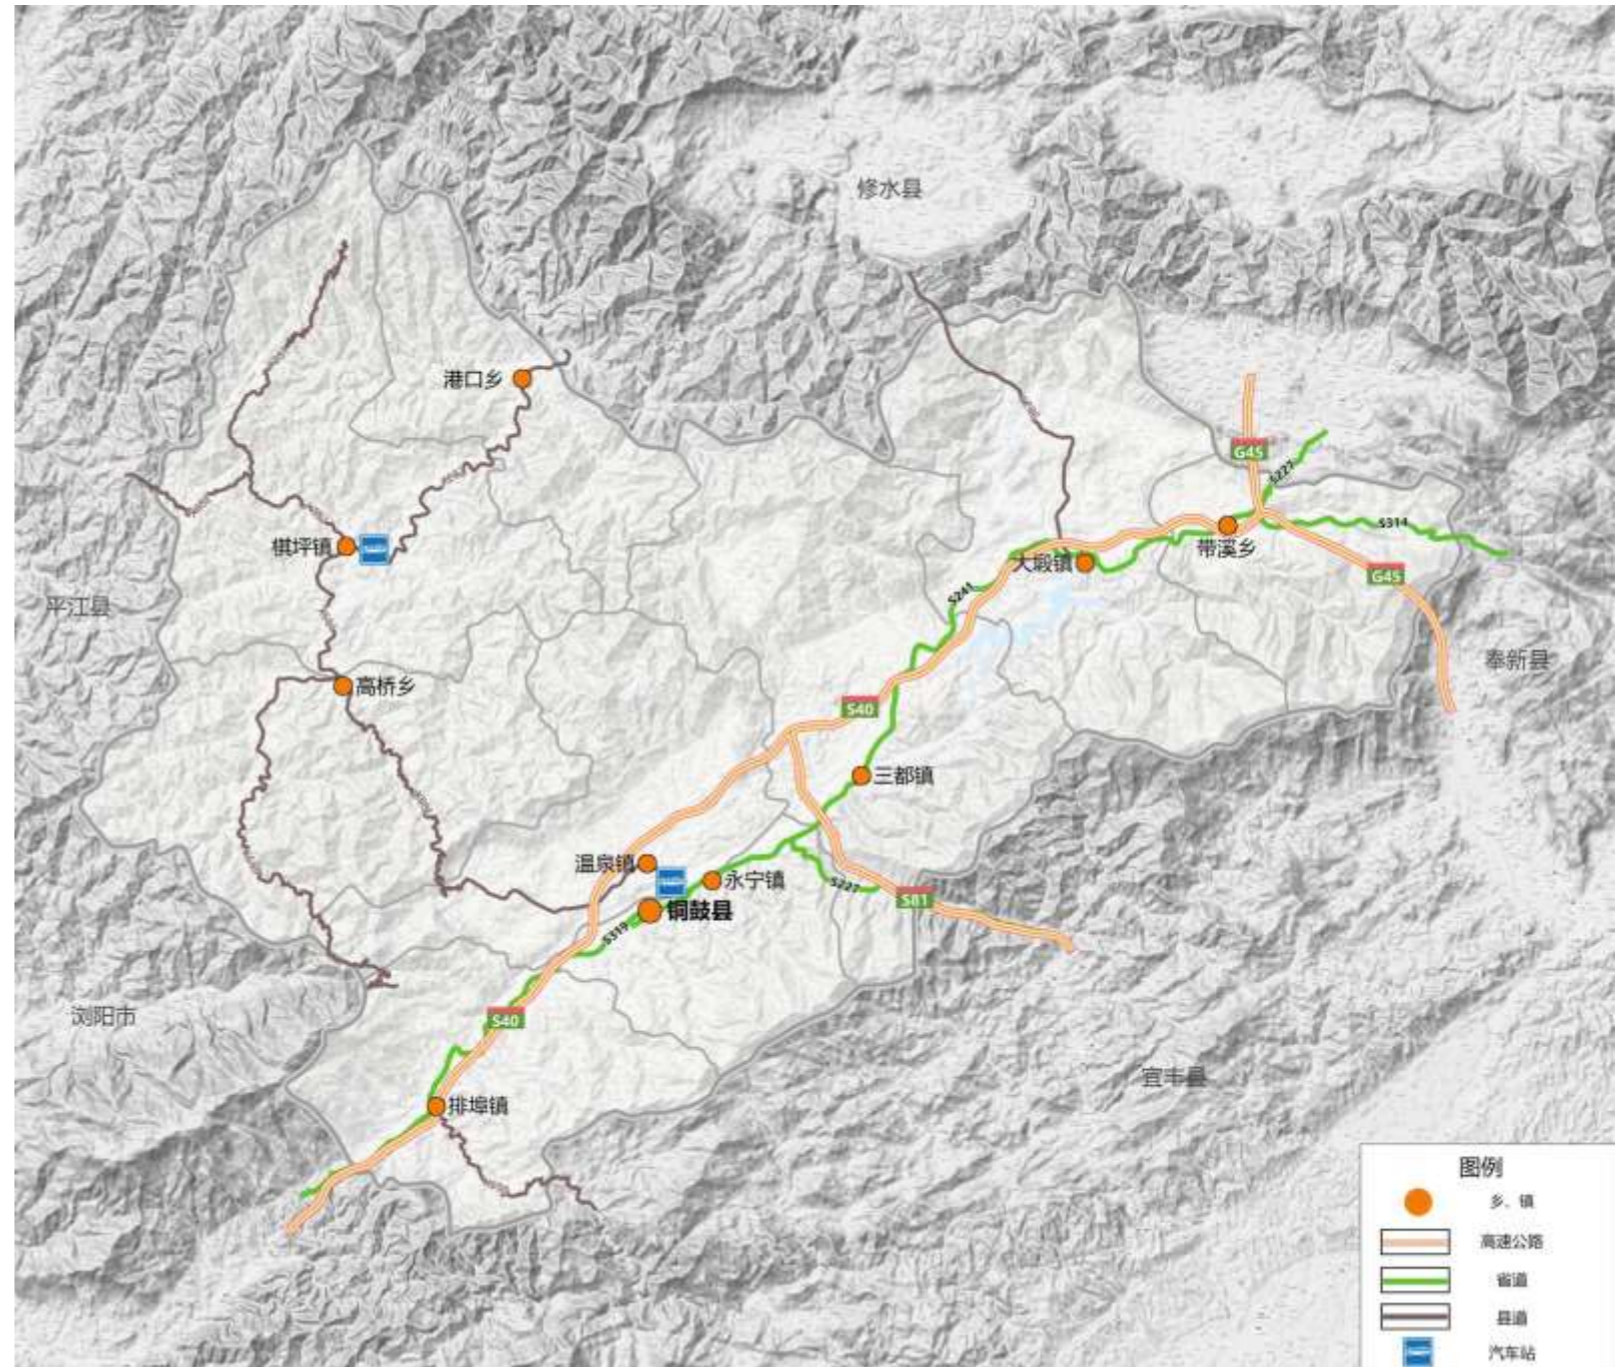 修水县
港口乡
G45
S227
S314
棋坪镇
大塅镇
带溪乡
G45
平江县
S241
奉新县
高桥乡
S40
三都镇
温泉镇
永宁镇
S227
S81
铜鼓县
S319
浏阳市
S40
宜丰县
排埠镇
图例
乡、镇
高速公路
省道
县道
汽车站